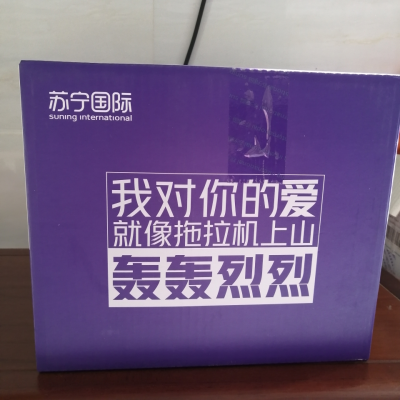 苏宁国际
suning international
我对你的爱
就像拖拉机上山
轰轰烈烈